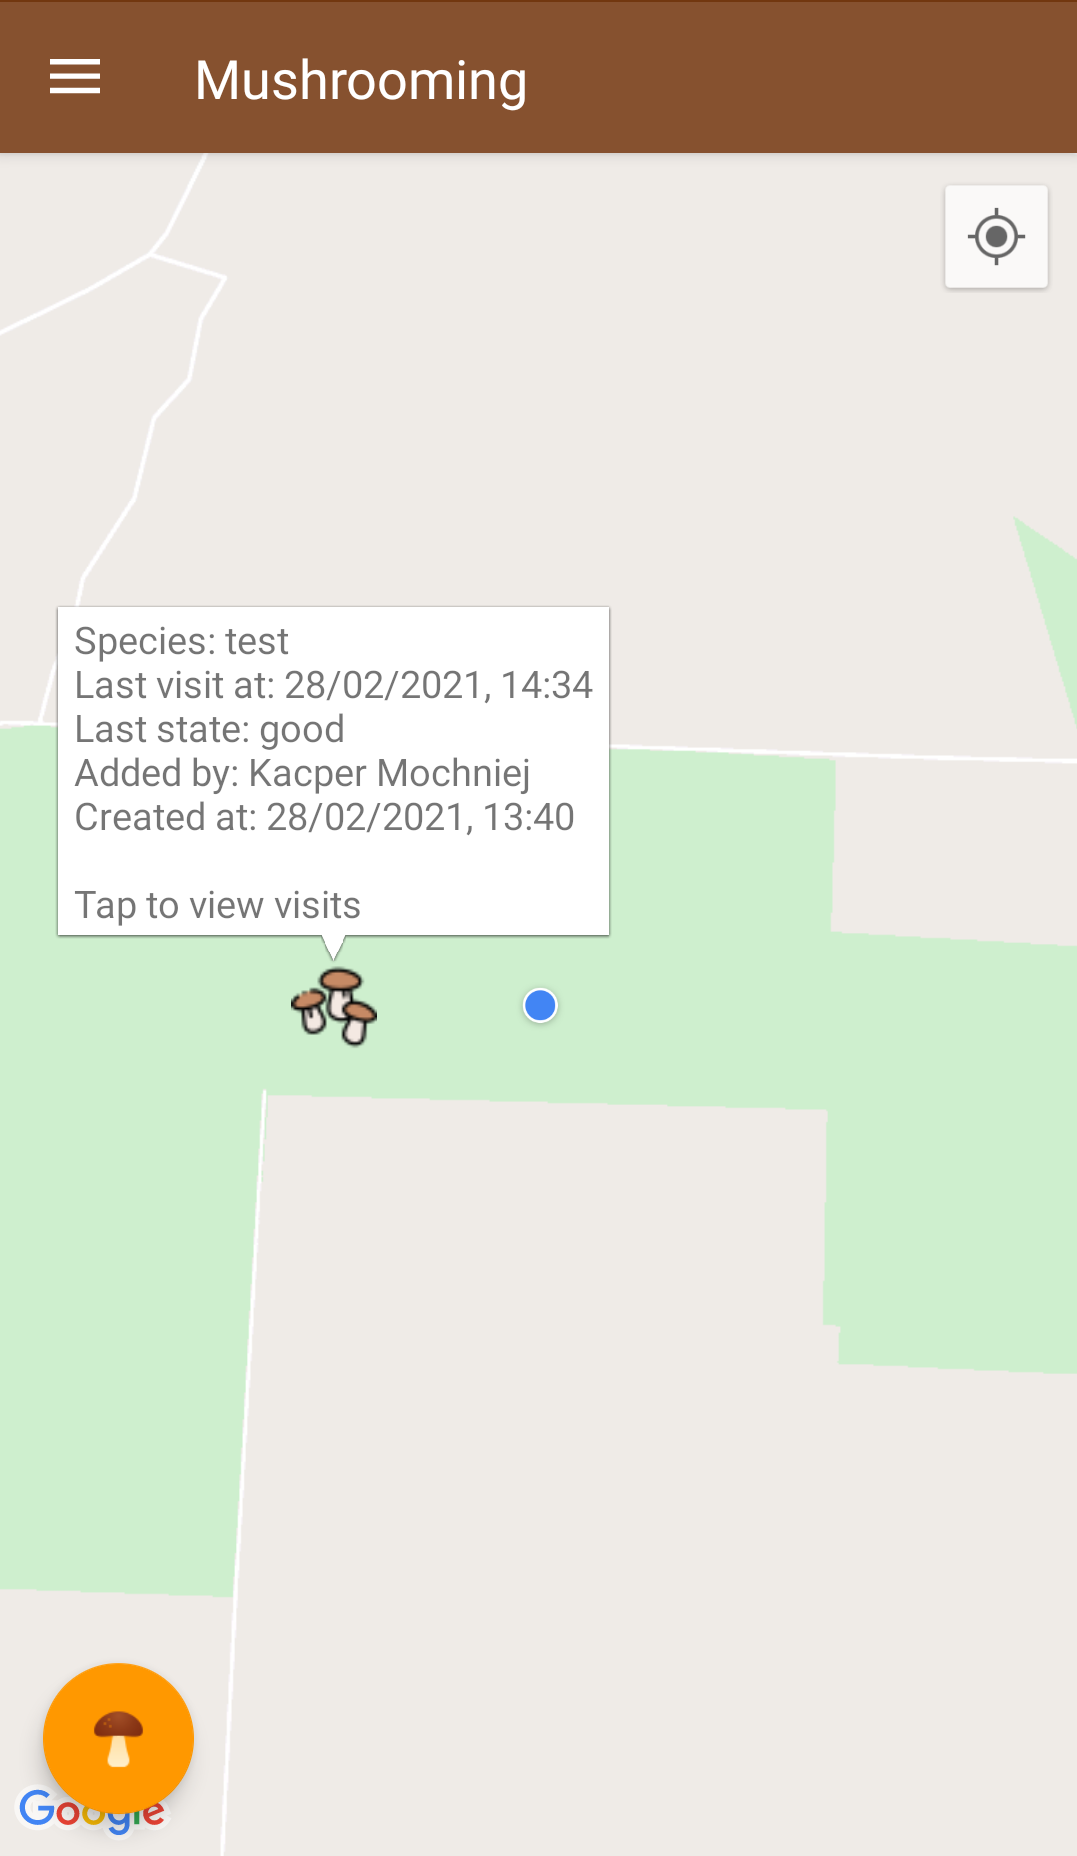 Mushrooming
Species: test
Last visit at: 28/02/2021, 14:34
Last state: good
Added by: Kacper Mochniej
Created at: 28/02/2021, 13:40
Tap to view visits
Google